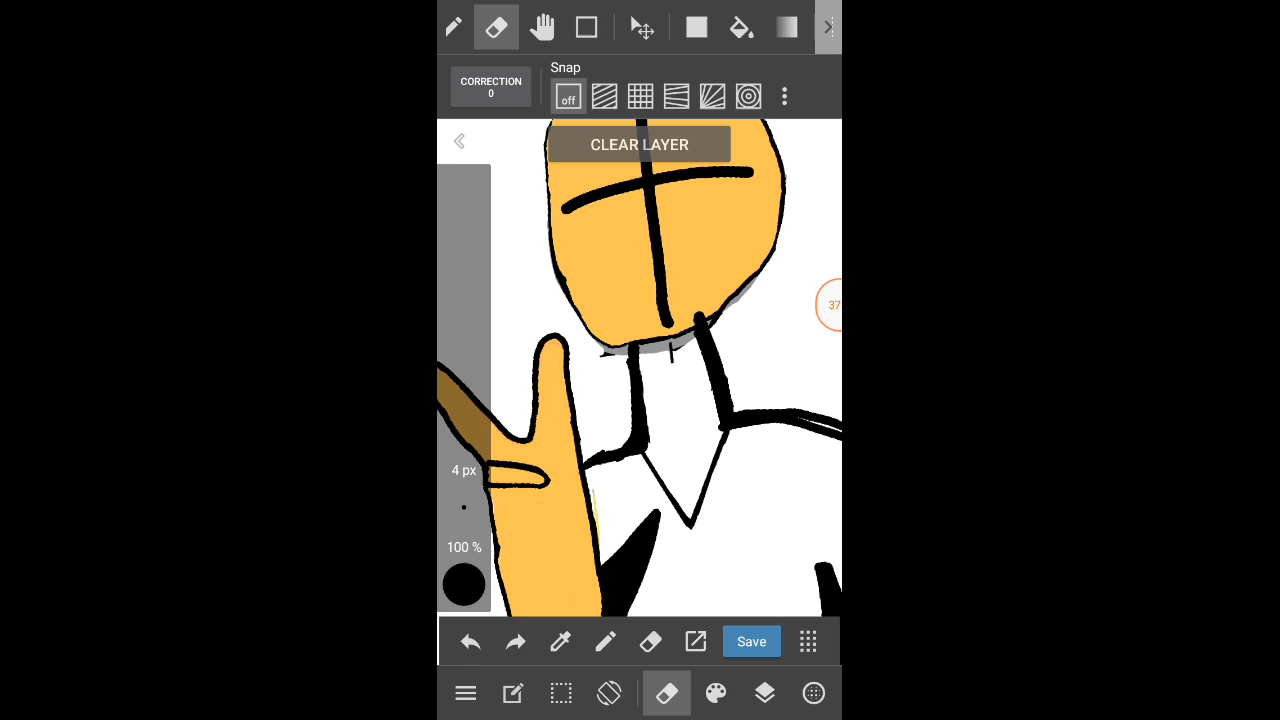 Snap
CORRECTION
0
off
CLEAR LAYER
37
4 px
100 %
Save